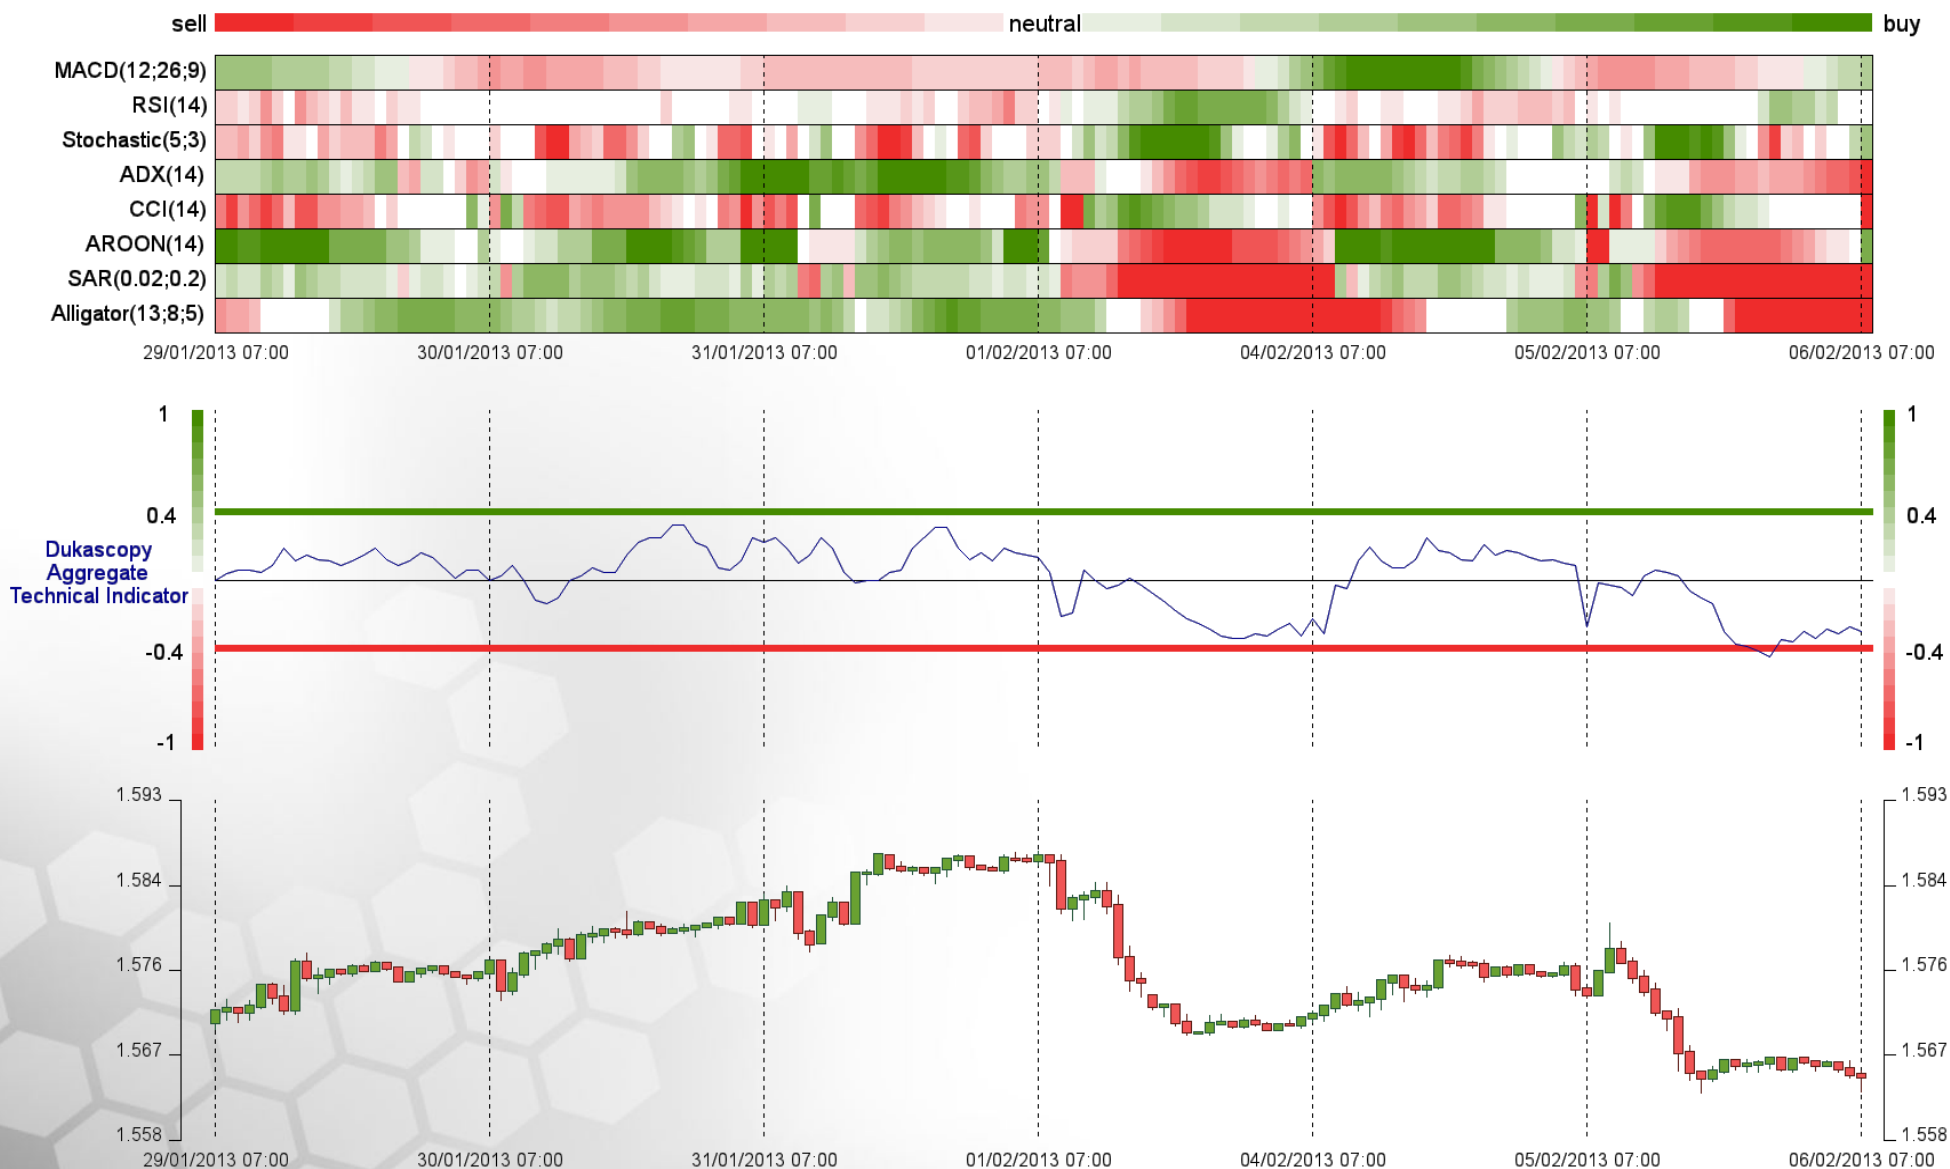 sell neutral buy
MACD(12;26;9)
RSI(14)
Stochastic(5;3)
ADX(14)
CCI(14)
AROON(14)
SAR(0.02;0.2)
Alligator(13;8;5)
29/01/2013 07:00 30/01/2013 07:00 31/01/2013 07:00 01/02/2013 07:00 04/02/2013 07:00 05/02/2013 07:00 06/02/2013 07:00
1 1
0.4 0.4
Dukascopy
Aggregate
Technical Indicator
-0.4 -0.4
-1 -1
1.593 1.593
1.584 1.584
1.576 1.576
1.567 1.567
1.558 1.558
29/01/2013 07:00 30/01/2013 07:00 31/01/2013 07:00 01/02/2013 07:00 04/02/2013 07:00 05/02/2013 07:00 06/02/2013 07:00